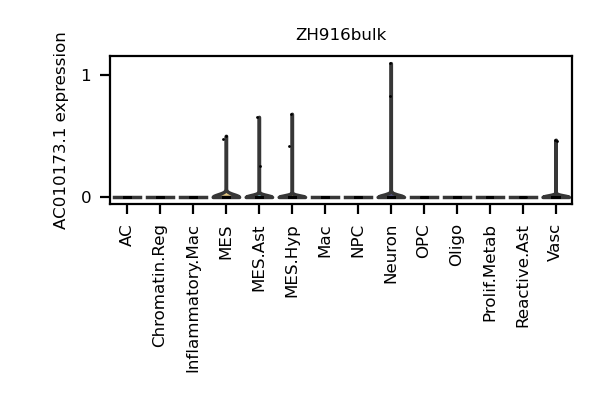 ZH916bulk
AC010173.1 expression
1
0
AC
Chromatin.Reg
Inflammatory.Mac
MES
MES.Ast
MES.Hyp
Mac
NPC
Neuron
OPC
Oligo
Prolif.Metab
Reactive.Ast
Vasc